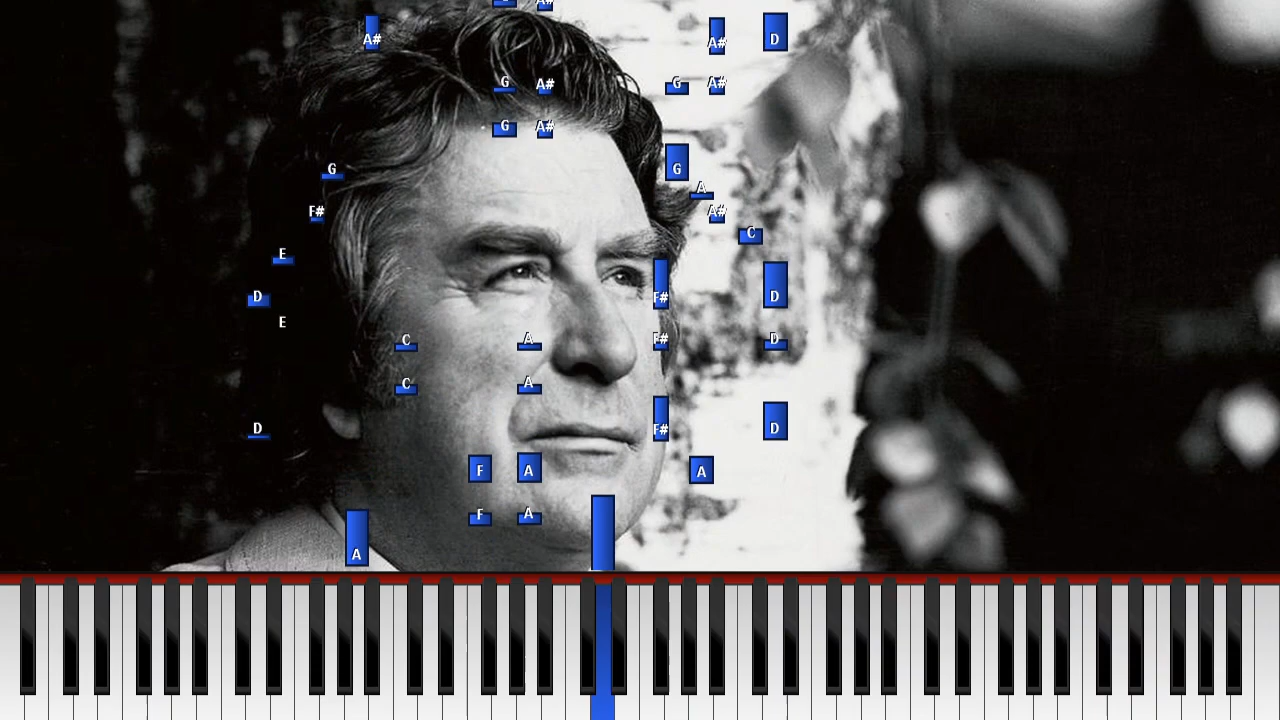 A#
A# D
G A# G A#
G A#
G G
A
F# A#
C
E
D F# D
E
C A F# D
C A
D F# D
F A A
F A
A